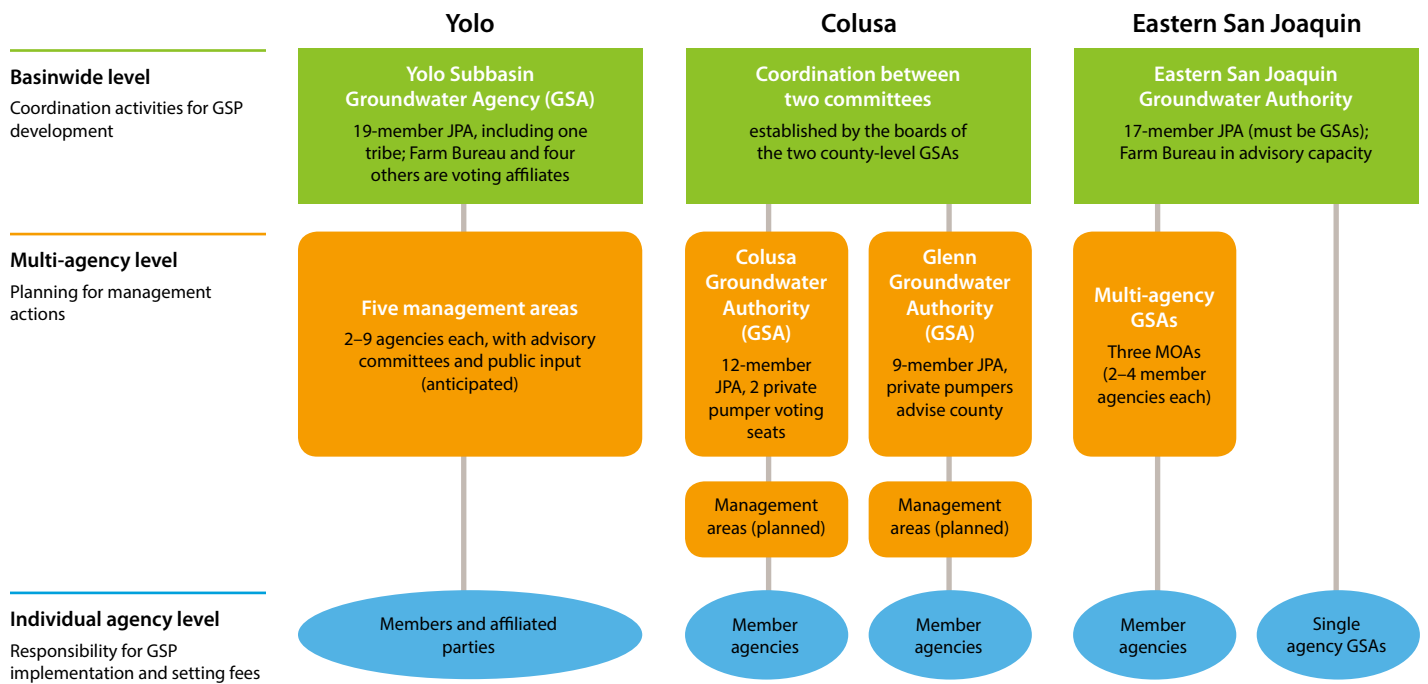 Yolo
Colusa
Eastern San Joaquin
Basinwide level
Coordination activities for GSP
development
Yolo Subbasin
Groundwater Agency (GSA)
19-member JPA, including one
tribe; Farm Bureau and four
others are voting affiliates
Coordination between
two committees
established by the boards of
the two county-level GSAs
Eastern San Joaquin
Groundwater Authority
17-member JPA (must be GSAs);
Farm Bureau in advisory capacity
Multi-agency level
Planning for management
actions
Five management areas
2–9 agencies each, with advisory
committees and public input
(anticipated)
Colusa
Groundwater
Authority
(GSA)
12-member
JPA, 2 private
pumper voting
seats
Glenn
Groundwater
Authority
(GSA)
9-member JPA,
private pumpers
advise county
Multi-agency
GSAs
Three MOAs
(2–4 member
agencies each)
Management
areas (planned)
Management
areas (planned)
Individual agency level
Responsibility for GSP
implementation and setting fees
Members and affiliated
parties
Member
agencies
Member
agencies
Member
agencies
Single
agency GSAs